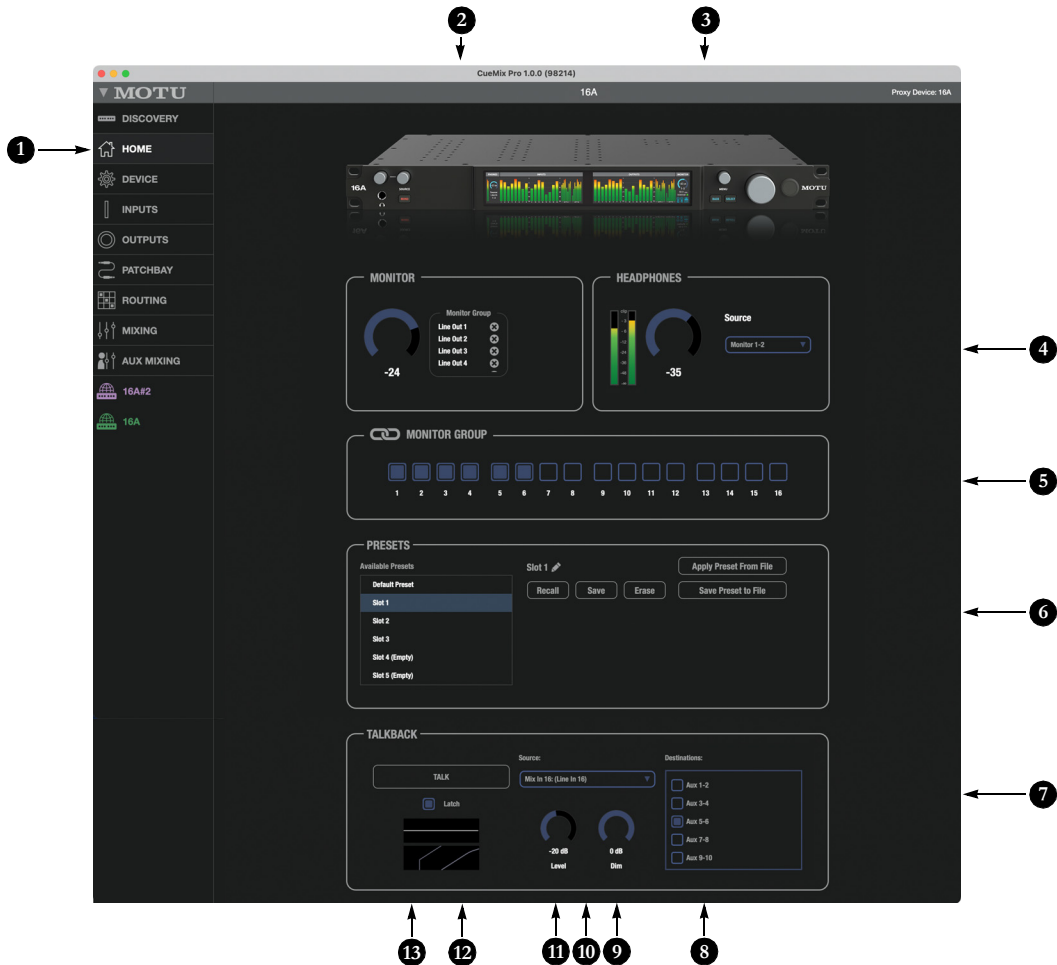 2 3
CueMix Pro 1.0.0 (98214)
MOTU 16A Proxy Device: 16A
DISCOVERY
1 HOME
DEVICE
INPUTS
OUTPUTS
PATCHBAY
ROUTING
MIXING
AUX MIXING
16A#2
16A
16A MOTU
MONITOR
Monitor Group
Line Out 1
Line Out 2
Line Out 3
Line Out 4
-24
HEADPHONES
-35
Source
Monitor 1-2
4
MONITOR GROUP
1 2 3 4 5 6 7 8 9 10 11 12 13 14 15 16
5
PRESETS
Available Presets
Default Preset
Slot 1
Slot 2
Slot 3
Slot 4 (Empty)
Slot 5 (Empty)
Slot 1
Recall Save Erase
Apply Preset From File
Save Preset to File
6
TALKBACK
TALK
Latch
Source:
Mix In 16: (Line In 16)
-20 dB 0 dB
Level Dim
Destinations:
Aux 1-2
Aux 3-4
Aux 5-6
Aux 7-8
Aux 9-10
7
13 12 11 10 9 8